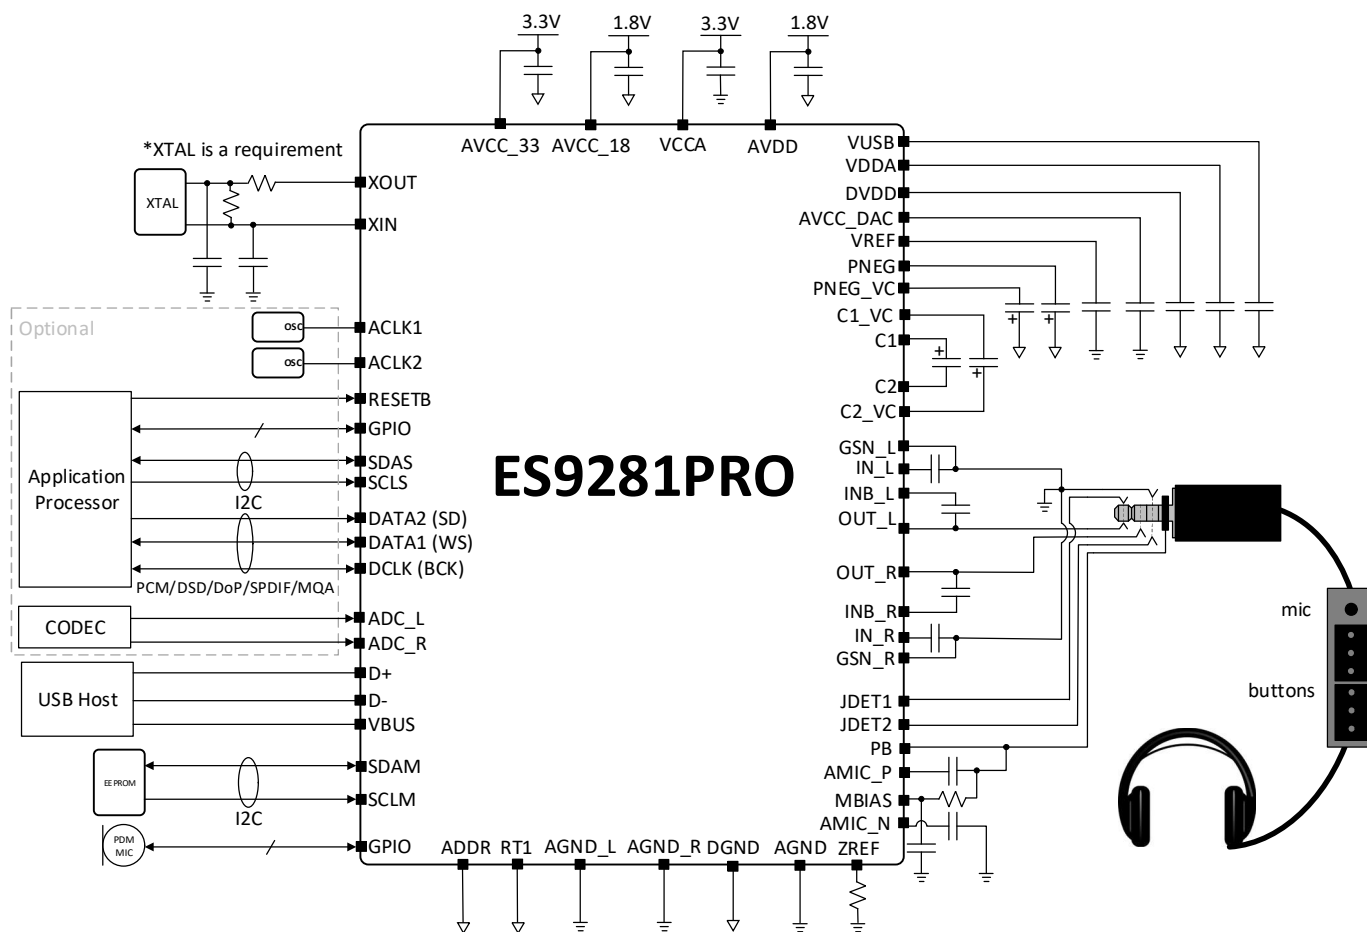 3.3V 1.8V 3.3V 1.8V
AVCC_33 AVCC_18 VCCA AVDD
*XTAL is a requirement
XTAL
XOUT
XIN
Optional
OSC
ACLK1
OSC
ACLK2
RESETB
GPIO
Application
Processor
SDAS
SCLS
I2C
DATA2 (SD)
DATA1 (WS)
DCLK (BCK)
PCM/DSD/DoP/SPDIF/MQA
CODEC
ADC_L
ADC_R
USB Host
D+
D-
VBUS
EEPROM
SDAM
SCLM
I2C
PDM
MIC
GPIO
ES9281PRO
VUSB
VDDA
DVDD
AVCC_DAC
VREF
PNEG
PNEG_VC
C1_VC
C1
C2
C2_VC
+ + + +
GSN_L
IN_L
INB_L
OUT_L
OUT_R
INB_R
IN_R
GSN_R
JDET1
JDET2
PB
AMIC_P
MBIAS
AMIC_N
mic
buttons
ADDR RT1 AGND_L AGND_R DGND AGND ZREF